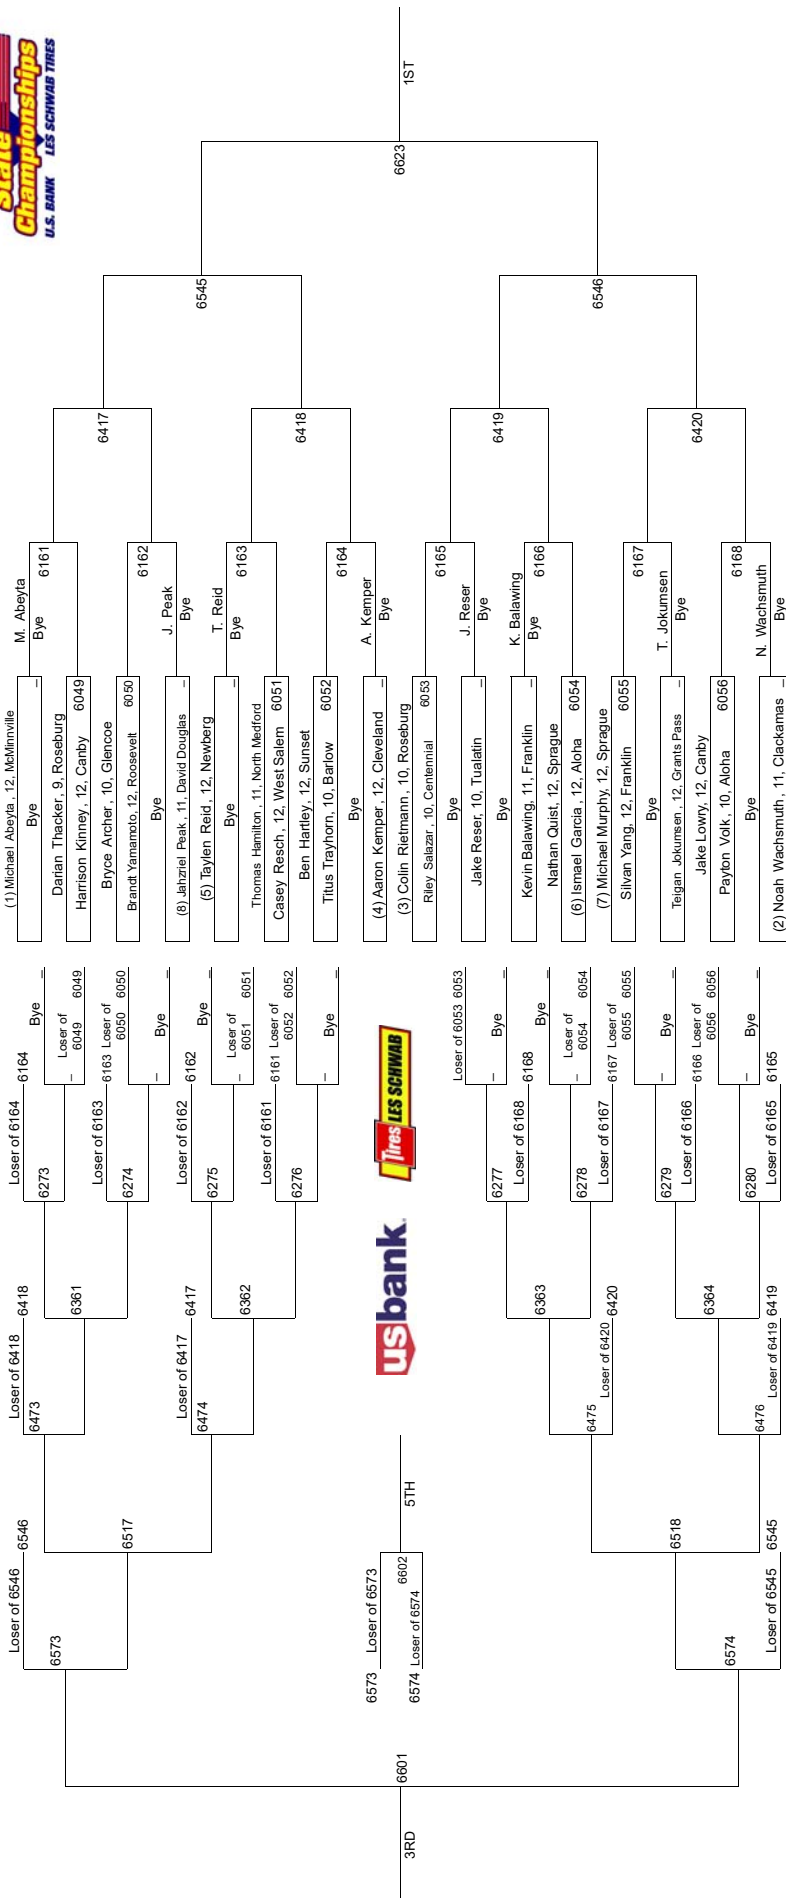 State
Championships
U.S. BANK LES SCHWAB TIRES
(1) Michael Abeyta , 12, McMinnville
Bye
–
Darian Thacker , 9, Roseburg
Harrison Kinney , 12, Canby
6049
Bryce Archer , 10, Glencoe
Brandt Yamamoto , 12, Roosevelt
6050
Bye
(8) Jahzriel Peak , 11, David Douglas
–
(5) Taylen Reid , 12, Newberg
Bye
–
Thomas Hamilton , 11, North Medford
Casey Resch , 12, West Salem
6051
Ben Hartley , 12, Sunset
Titus Trayhorn , 10, Barlow
6052
Bye
(4) Aaron Kemper , 12, Cleveland
–
(3) Colin Rietmann , 10, Roseburg
Riley Salazar , 10, Centennial
6053
Bye
Jake Reser, 10, Tualatin
–
Bye
Kevin Balawing, 11, Franklin
–
Nathan Quist, 12, Sprague
(6) Ismael Garcia , 12, Aloha
6054
(7) Michael Murphy, 12, Sprague
Silvan Yang, 12, Franklin
6055
Bye
Teigan Jokumsen , 12, Grants Pass
–
Jake Lowry, 12, Canby
Payton Volk , 10, Aloha
6056
Bye
(2) Noah Wachsmuth , 11, Clackamas
–
M. Abeyta
Bye
6161
6162
J. Peak
Bye
T. Reid
Bye
6163
6164
A. Kemper
Bye
6165
J. Reser
Bye
K. Balawing
Bye
6166
6167
T. Jokumsen
Bye
6168
N. Wachsmuth
Bye
6417
6418
6419
6420
6545
6546
6623
1ST
Bye
–
Loser of
6049
6049
–
Loser of
6050
6050
Bye
–
–
Bye
–
Loser of
6051
6051
–
Loser of
6052
6052
Bye
–
–
Loser of 6053
6053
Bye
–
–
Bye
–
Loser of
6054
6054
–
Loser of
6055
6055
Bye
–
–
Loser of
6056
6056
Bye
–
–
Loser of 6164
6164
6273
Loser of 6163
6163
6274
Loser of 6162
6162
6275
Loser of 6161
6161
6276
6277
Loser of 6168
6168
6278
Loser of 6167
6167
6279
Loser of 6166
6166
6280
Loser of 6165
6165
Loser of 6418
6418
6361
Loser of 6417
6417
6362
6363
Loser of 6420
6420
6364
Loser of 6419
6419
6473
6474
6475
6476
Loser of 6546
6546
6517
6518
Loser of 6545
6545
6573
6574
6601
3RD
6573
Loser of 6573
6574
Loser of 6574
6602
5TH
usbank.
Tires LES SCHWAB